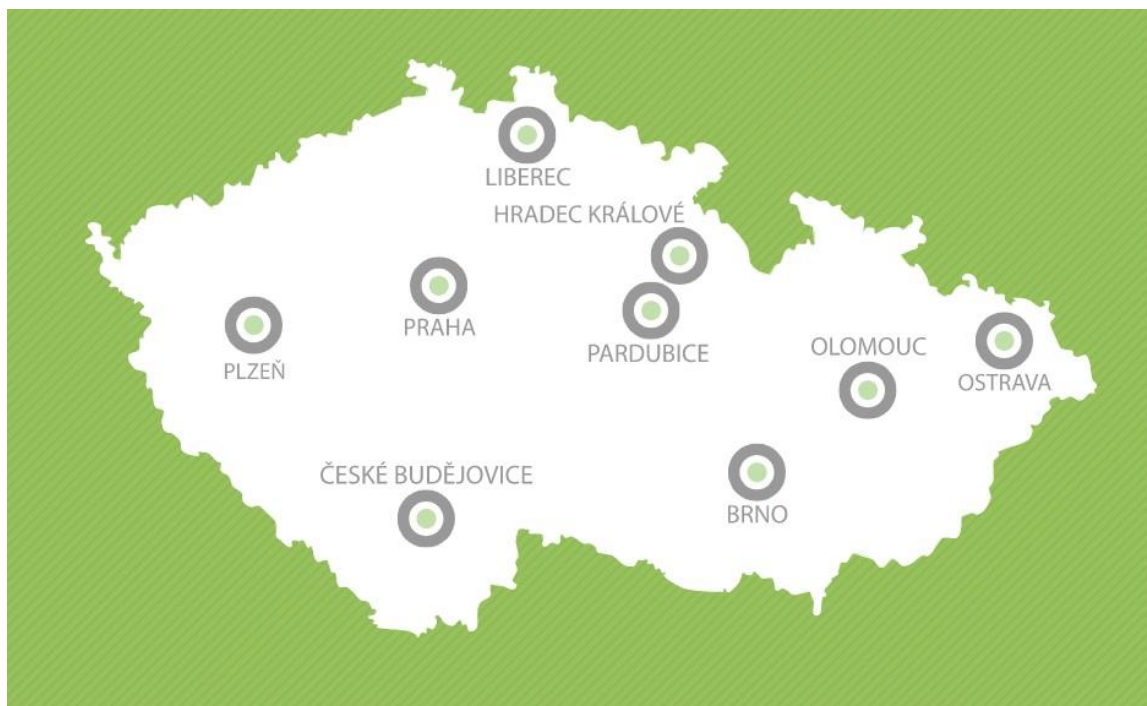 LIBEREC
HRADEC KRÁLOVÉ
PRAHA
PARDUBICE
PLZEŇ
OLOMOUC
OSTRAVA
ČESKÉ BUDĚJOVICE
BRNO